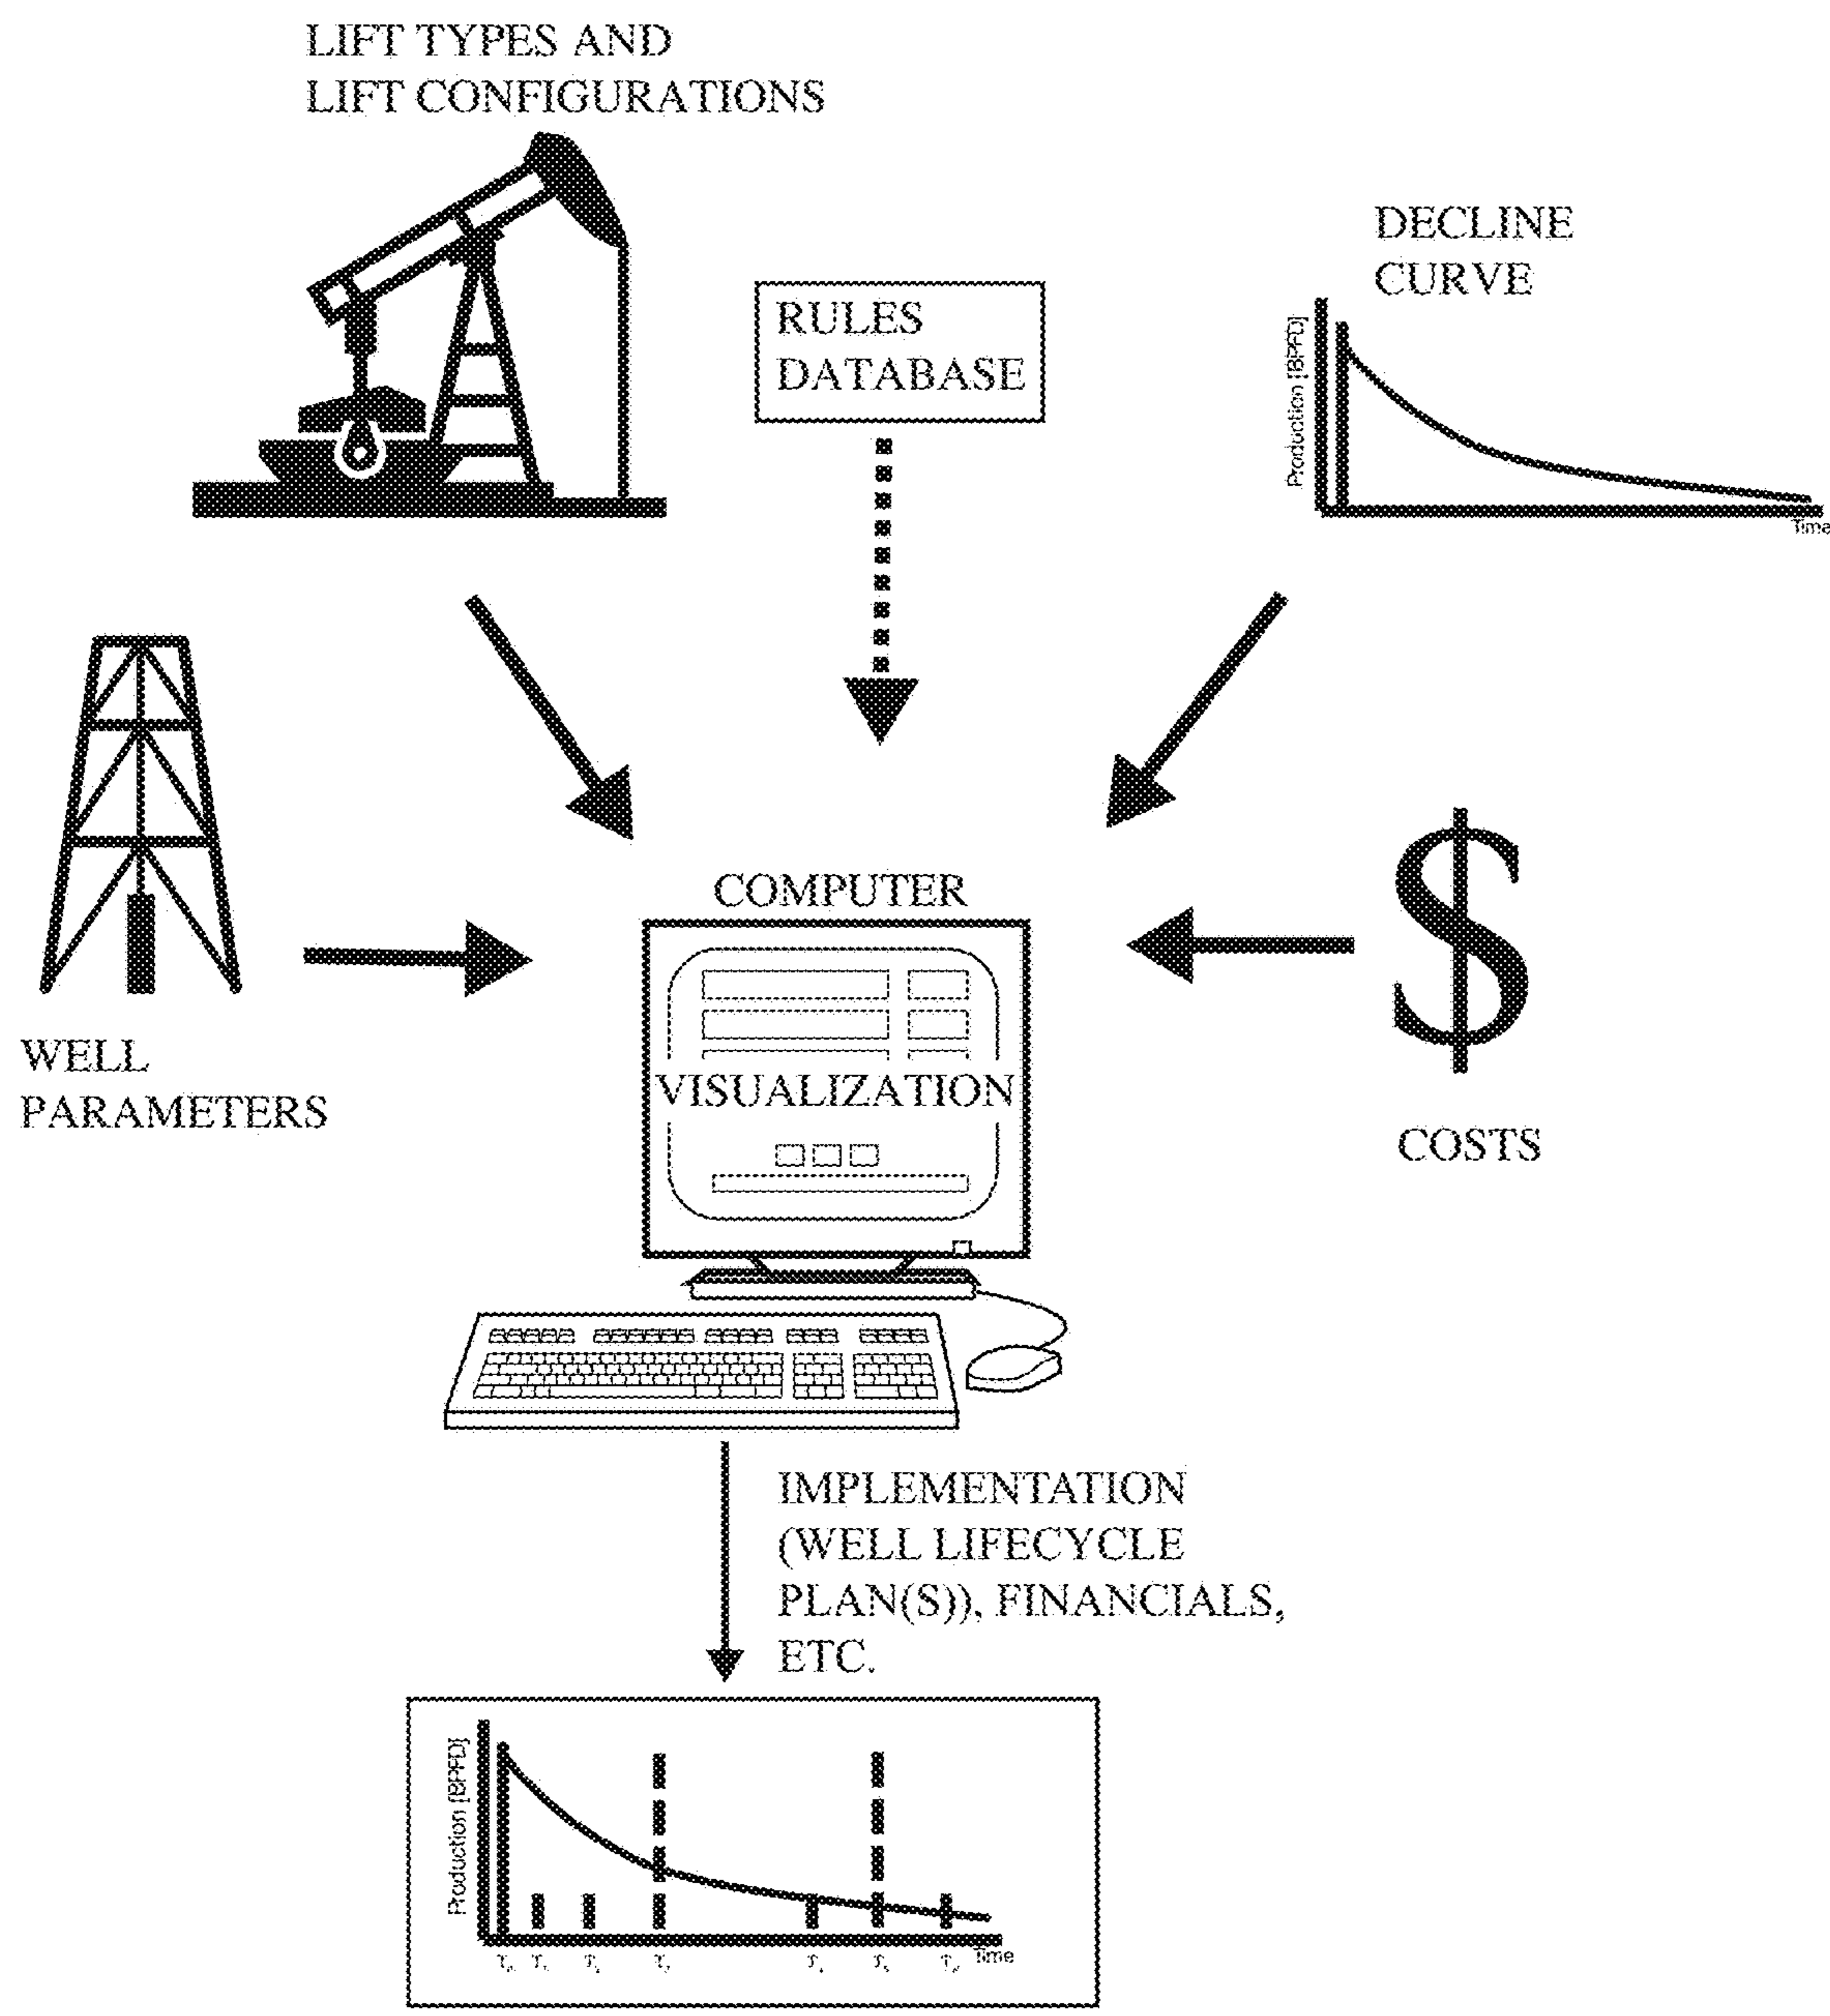 LIFT TYPES AND
LIFT CONFIGURATIONS
RULES
DATABASE
DECLINE
CURVE
Production [BPFD]
Time
COMPUTER
VISUALIZATION
WELL
PARAMETERS
$
COSTS
IMPLEMENTATION
(WELL LIFECYCLE
PLAN(S)), FINANCIALS,
ETC.
Production [BPFD]
Time